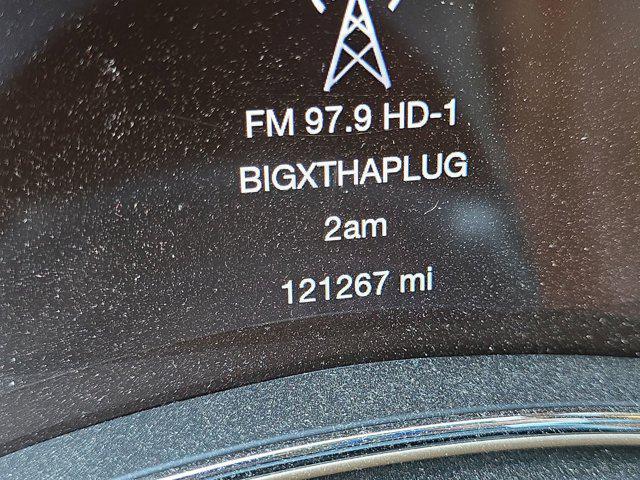 FM 97.9 HD-1
BIGXTHAPLUG
2am
121267 mi